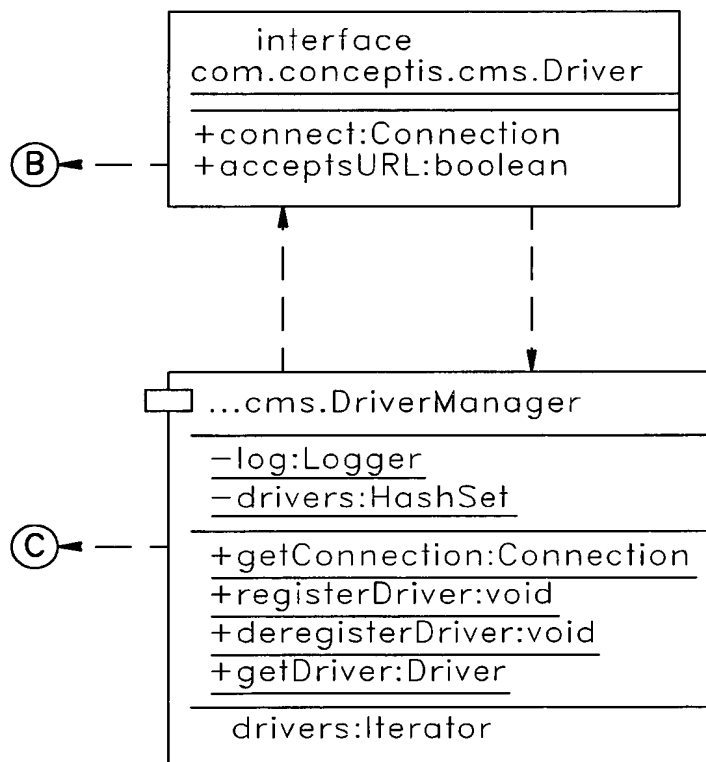 interface
com.conceptis.cms.Driver
+connect:Connection
+acceptsURL:boolean
B
...cms.DriverManager
-log:Logger
-drivers:HashSet
C
+getConnection:Connection
+registerDriver:void
+deregisterDriver:void
+getDriver:Driver
drivers:Iterator